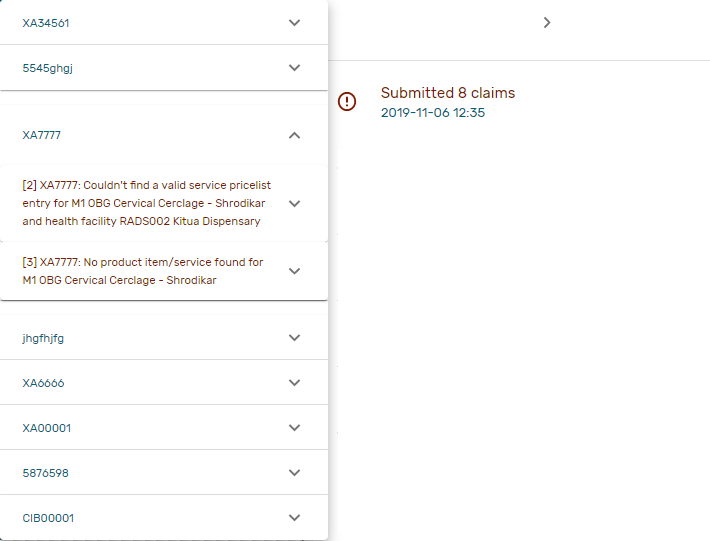 XA34561
5545ghgj
XA7777
[2] XA7777: Couldn't find a valid service pricelist
entry for M1 OBG Cervical Cerclage - Shrodikar
and health facility RADS002 Kitua Dispensary
[3] XA7777: No product item/service found for
M1 OBG Cervical Cerclage - Shrodikar
jhgfhjfg
XA6666
XA00001
5876598
CIB00001
Submitted 8 claims
2019-11-06 12:35